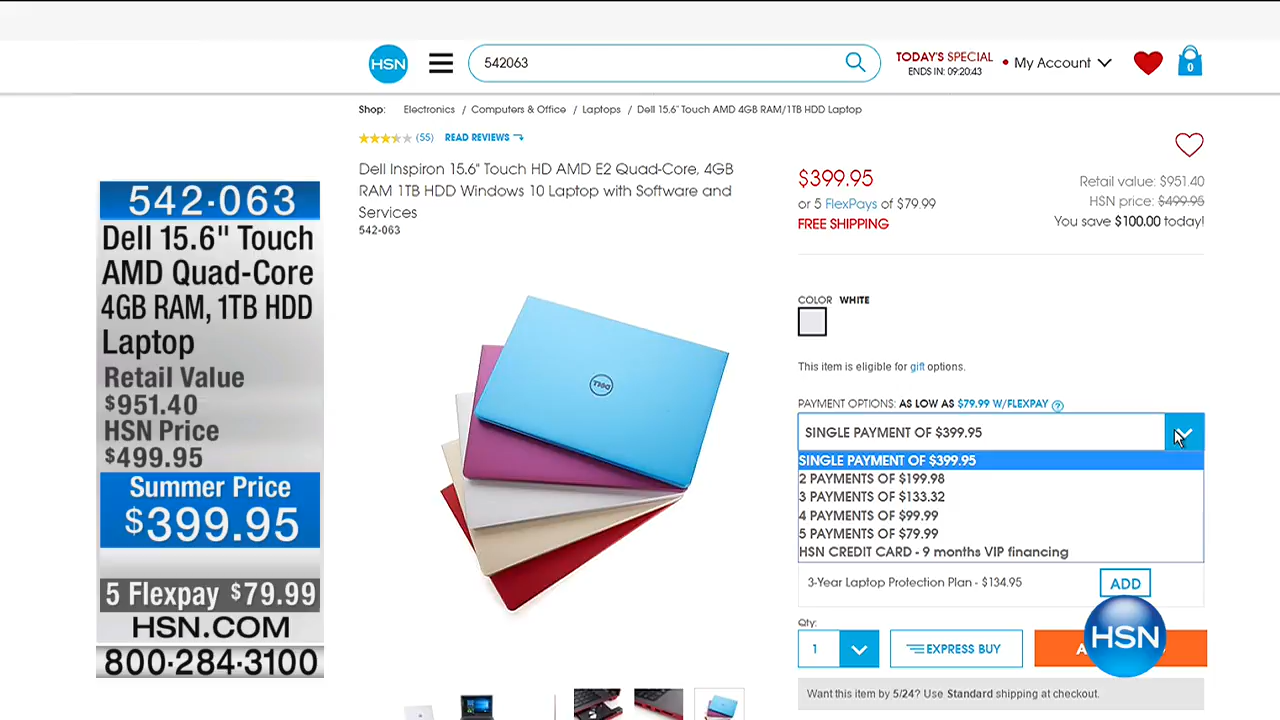 HSN
542063
TODAY'S SPECIAL
ENDS IN: 09:20:43
My Account
0
Shop: Electronics / Computers & Office / Laptops / Dell 15.6" Touch AMD 4GB RAM/1TB HDD Laptop
(55) READ REVIEWS
Dell Inspiron 15.6" Touch HD AMD E2 Quad-Core, 4GB
RAM 1TB HDD Windows 10 Laptop with Software and
Services
542-063
$399.95
or 5 FlexPays of $79.99
FREE SHIPPING
Retail value: $951.40
HSN price: $499.95
You save $100.00 today!
COLOR WHITE
This item is eligible for gift options.
PAYMENT OPTIONS: AS LOW AS $79.99 W/FLEXPAY ?
SINGLE PAYMENT OF $399.95
SINGLE PAYMENT OF $399.95
2 PAYMENTS OF $199.98
3 PAYMENTS OF $133.32
4 PAYMENTS OF $99.99
5 PAYMENTS OF $79.99
HSN CREDIT CARD - 9 months VIP financing
3-Year Laptop Protection Plan - $134.95
ADD
Qty:
1
EXPRESS BUY
HSN
Want this item by 5/24? Use Standard shipping at checkout.
DELL
542-063
Dell 15.6" Touch
AMD Quad-Core
4GB RAM, 1TB HDD
Laptop
Retail Value
$951.40
HSN Price
$499.95
Summer Price
$399.95
5 Flexpay $79.99
HSN.COM
800-284-3100